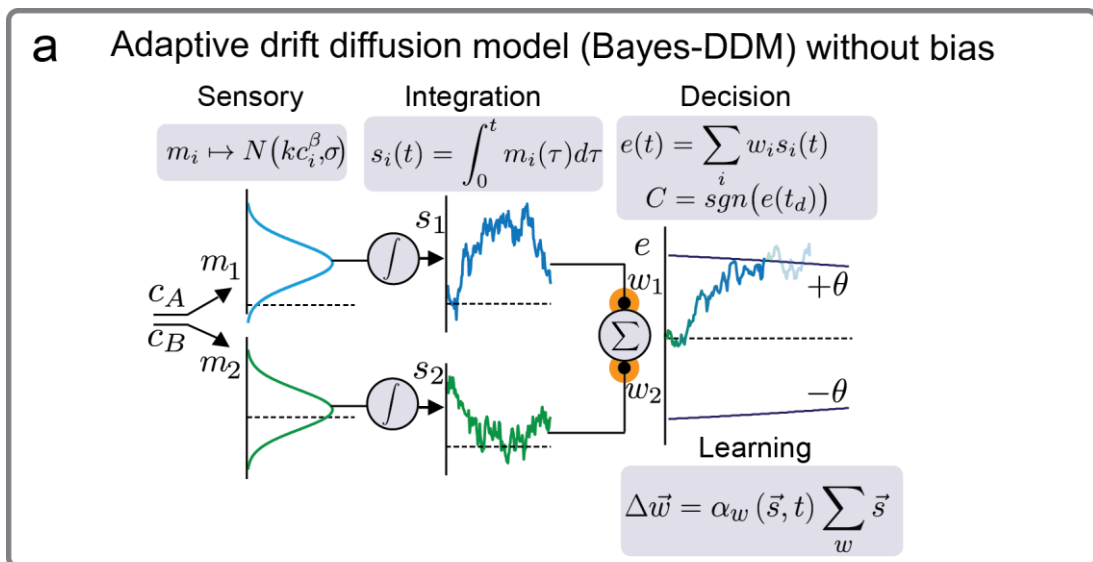 a Adaptive drift diffusion model (Bayes-DDM) without bias
Sensory Integration Decision
m_i ↦ N(kc_i^β,σ)
s_i(t) = ∫_0^t m_i(τ)dτ
e(t) = ∑_i w_i s_i(t)
C = sgn(e(t_d))
c_A
c_B
m_1
m_2
∫
∫
s_1
s_2
w_1
∑
w_2
e
+θ
−θ
Learning
Δw⃗ = α_w (s⃗, t) ∑_w s⃗